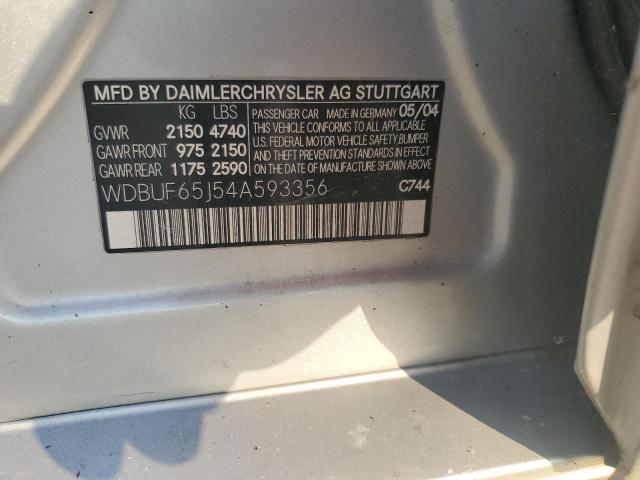 MFD BY DAIMLERCHRYSLER AG STUTTGART
KG LBS
GVWR 2150 4740
GAWR FRONT 975 2150
GAWR REAR 1175 2590
PASSENGER CAR MADE IN GERMANY 05/04
THIS VEHICLE CONFORMS TO ALL APPLICABLE
U.S. FEDERAL MOTOR VEHICLE SAFETY, BUMPER,
AND THEFT PREVENTION STANDARDS IN EFFECT
ON THE DATE OF MANUFACTURE SHOWN ABOVE.
WDBUF65J54A593356 C744